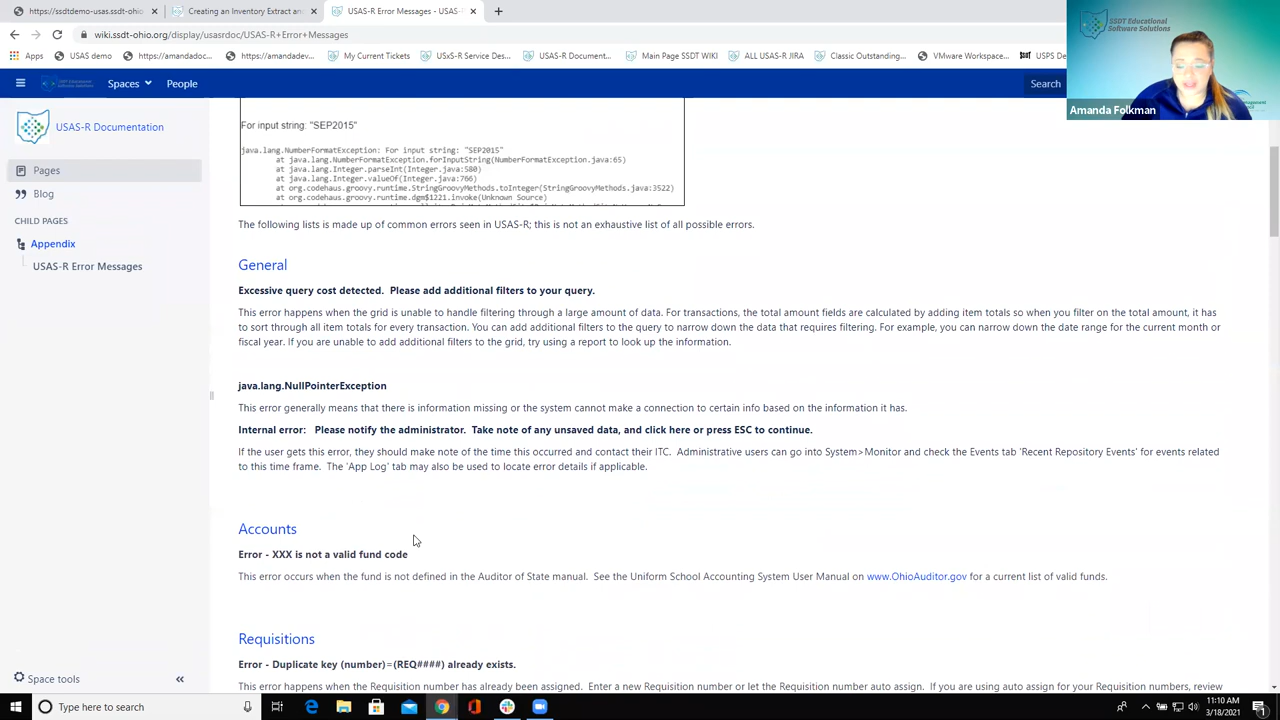 https://ssdtdemo-usas.ssdt-ohio
Creating an Inventory Extract an
USAS-R Error Messages - USAS-
wiki.ssdt-ohio.org/display/usasrdoc/USAS-R+Error+Messages
Apps
USAS demo
https://amandadoc...
https://amandadev...
My Current Tickets
USxS-R Service Des...
USAS-R Document...
Main Page SSDT WIKI
ALL USAS-R JIRA
Classic Outstanding...
VMware Workspace...
USPS De
SSDT Educational
Software Solutions
Amanda Folkman
Spaces
People
Search
USAS-R Documentation
Pages
Blog
CHILD PAGES
Appendix
USAS-R Error Messages
Space tools
For input string: "SEP2015"
java.lang.NumberFormatException: For input string: "SEP2015"
at java.lang.NumberFormatException.forInputString(NumberFormatException.java:65)
at java.lang.Integer.parseInt(Integer.java:580)
at java.lang.Integer.valueOf(Integer.java:766)
at org.codehaus.groovy.runtime.StringGroovyMethods.toInteger(StringGroovyMethods.java:3522)
at org.codehaus.groovy.runtime.dgm$1221.invoke(Unknown Source)
The following lists is made up of common errors seen in USAS-R; this is not an exhaustive list of all possible errors.
General
Excessive query cost detected. Please add additional filters to your query.
This error happens when the grid is unable to handle filtering through a large amount of data. For transactions, the total amount fields are calculated by adding item totals so when you filter on the total amount, it has
to sort through all item totals for every transaction. You can add additional filters to the query to narrow down the data that requires filtering. For example, you can narrow down the date range for the current month or
fiscal year. If you are unable to add additional filters to the grid, try using a report to look up the information.
java.lang.NullPointerException
This error generally means that there is information missing or the system cannot make a connection to certain info based on the information it has.
Internal error: Please notify the administrator. Take note of any unsaved data, and click here or press ESC to continue.
If the user gets this error, they should make note of the time this occurred and contact their ITC. Administrative users can go into System>Monitor and check the Events tab 'Recent Repository Events' for events related
to this time frame. The 'App Log' tab may also be used to locate error details if applicable.
Accounts
Error - XXX is not a valid fund code
This error occurs when the fund is not defined in the Auditor of State manual. See the Uniform School Accounting System User Manual on www.OhioAuditor.gov for a current list of valid funds.
Requisitions
Error - Duplicate key (number)=(REQ####) already exists.
This error happens when the Requisition number has already been assigned. Enter a new Requisition number or let the Requisition number auto assign. If you are using auto assign for your Requisition numbers, review
Type here to search
11:10 AM
3/18/2021